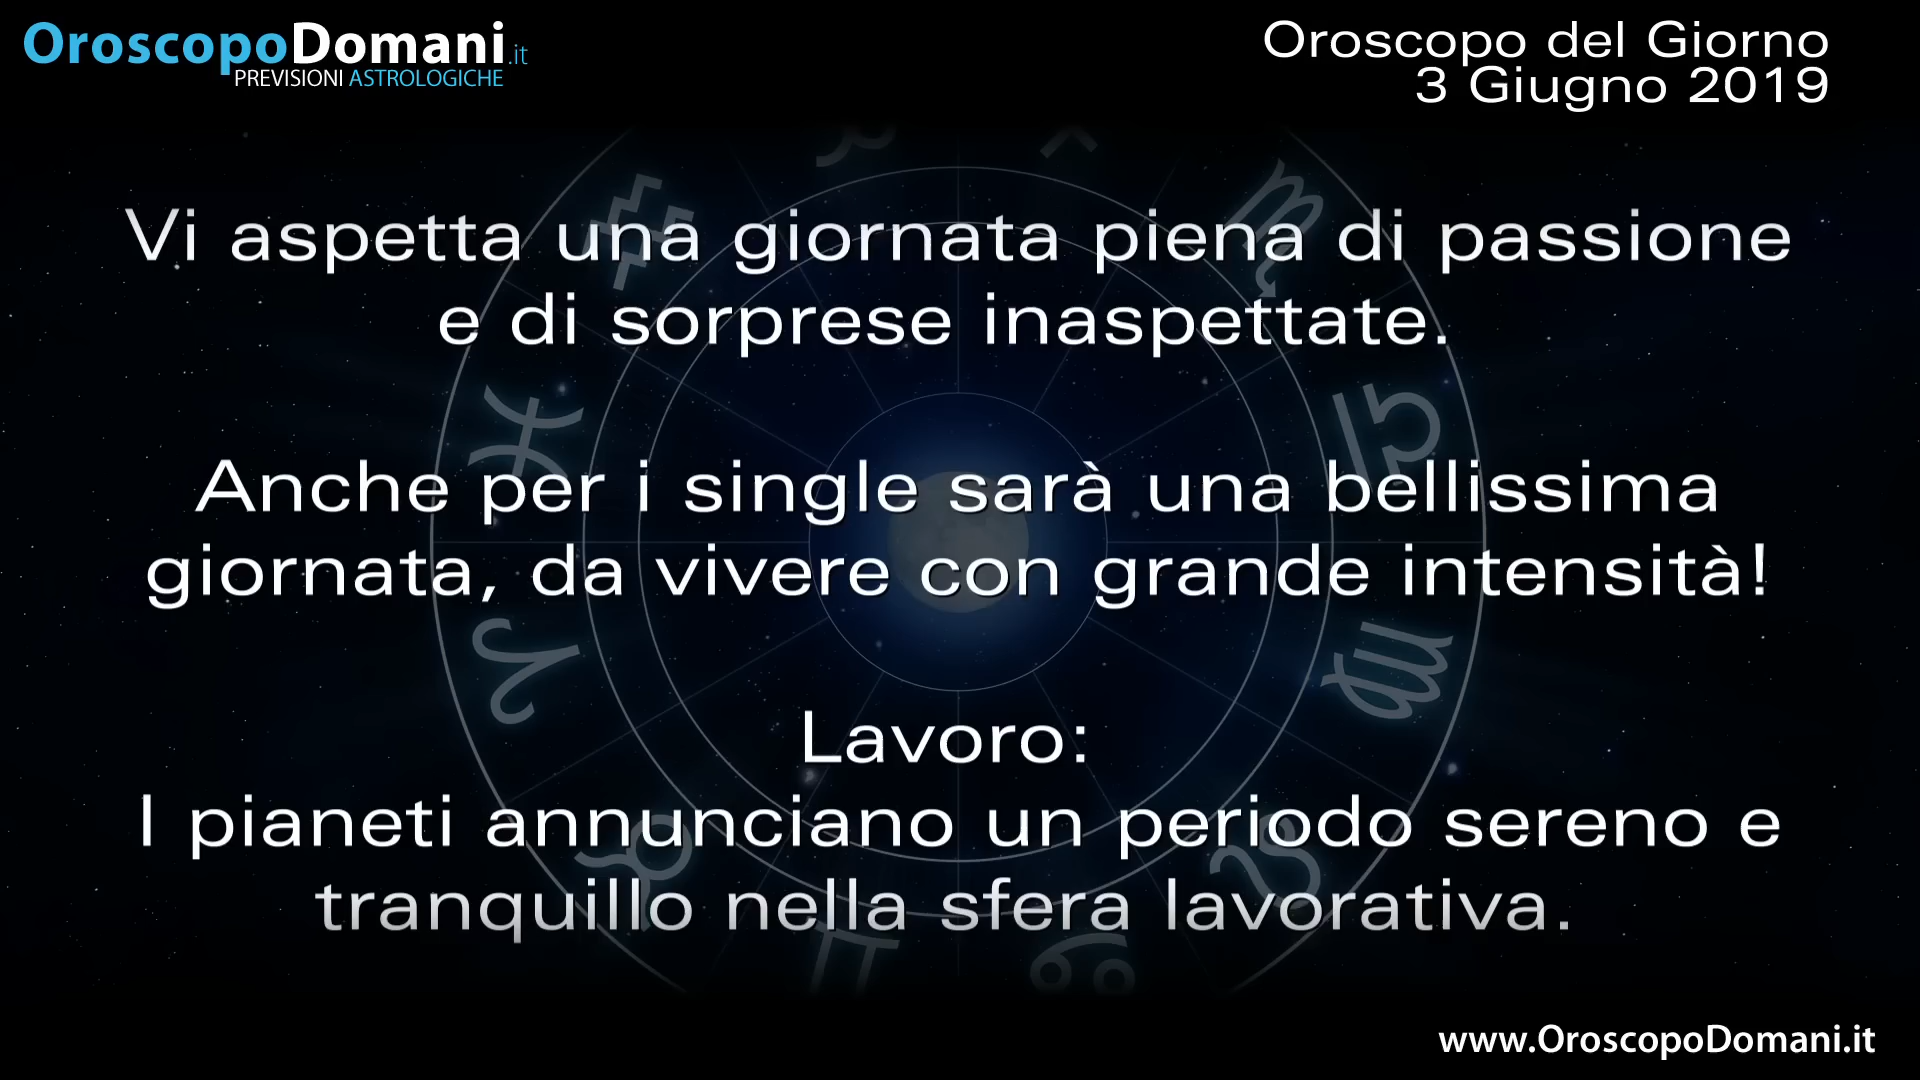 OroscopoDomani.it
PREVISIONI ASTROLOGICHE
Oroscopo del Giorno
3 Giugno 2019
Vi aspetta una giornata piena di passione
e di sorprese inaspettate.
Anche per i single sarà una bellissima
giornata, da vivere con grande intensità!
Lavoro:
I pianeti annunciano un periodo sereno e
tranquillo nella sfera lavorativa.
www.OroscopoDomani.it